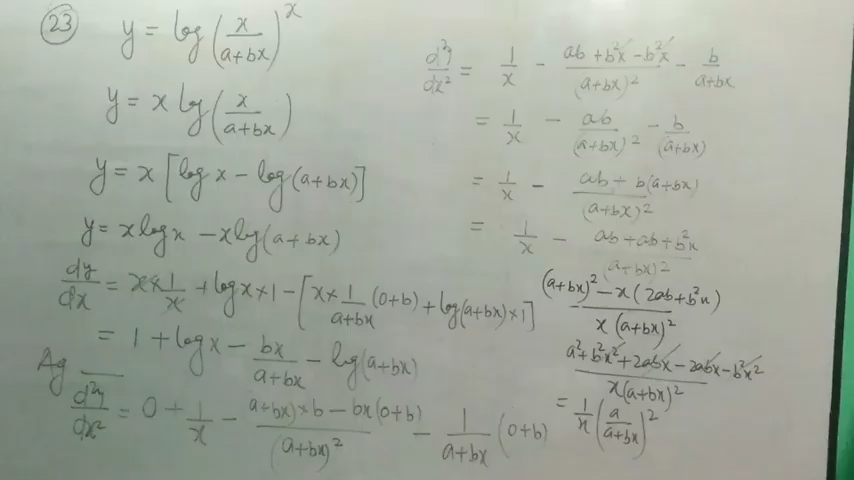 23
y = log (x/(a+bx))^x
y = x log (x/(a+bx))
y = x [log x - log(a+bx)]
y = x log x - x log(a+bx)
dy/dx = x × 1/x + log x × 1 - [x × 1/(a+bx) (0+b) + log(a+bx) × 1]
= 1 + log x - bx/(a+bx) - log(a+bx)
Ag
d²y/dx² = 0 + 1/x - (a+bx) × b - bx(0+b)/(a+bx)² - 1/(a+bx) (0+b)
d²y/dx² = 1/x - (ab + b²x - b²x)/(a+bx)² - b/(a+bx)
= 1/x - ab/(a+bx)² - b/(a+bx)
= 1/x - (ab + b(a+bx))/(a+bx)²
= 1/x - (ab + ab + b²x)/(a+bx)²
((a+bx)² - x(2ab+b²x))/(x(a+bx)²)
(a² + b²x² + 2abx - 2abx - b²x²)/(x(a+bx)²)
= 1/x (a/(a+bx))²